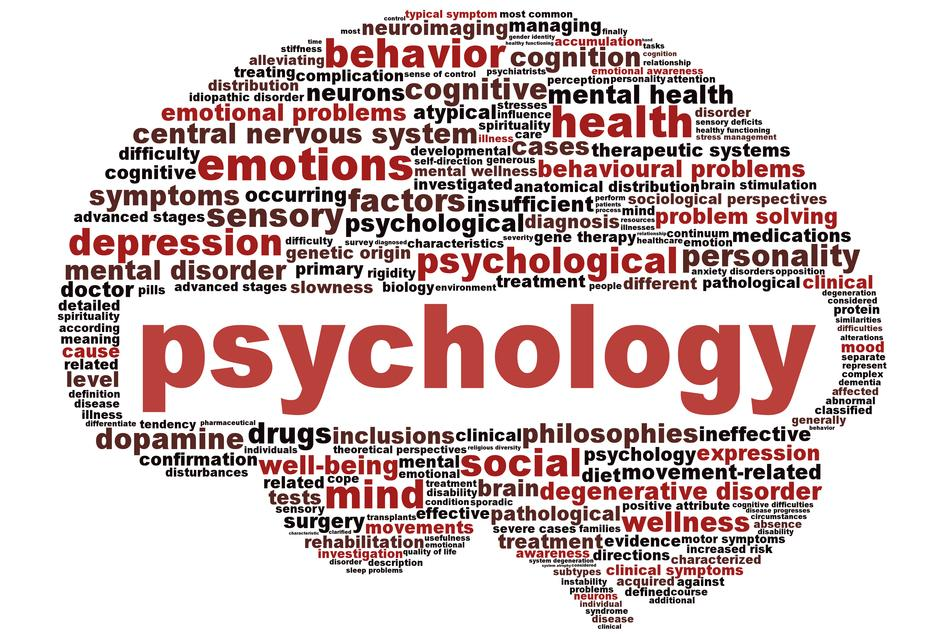 control typical symptom most common
most neuroimaging managing finally
time gender identity
stiffness behavior healthy functioning accumulation tasks
alleviating cognition cognition relationship
treating complication sense of control psychiatrists emotional awareness
distribution neurons cognitive perception personality attention
idiopathic disorder mental health
emotional problems atypical stresses influence health disorder
central nervous system illness spirituality care sensory deficits
healthy functioning
stress management
difficulty emotions developmental cases therapeutic systems
cognitive self-direction generous mental wellness behavioural problems
symptoms occurring factors investigated anatomical distribution brain stimulation
insufficient perform patients process mind sociological perspectives
advanced stages sensory psychological diagnosis resources illnesses problem solving
depression difficulty survey diagnosed characteristics severity gene therapy relationship healthcare continuum emotion medications
genetic origin psychological personality
mental disorder primary rigidity anxiety disorders opposition
doctor pills advanced stages slowness biology environment treatment people different pathological clinical
detailed
spirituality
according
meaning
cause
related
level
definition
disease
illness
psychology
degeneration
considered
protein
similarities
difficulties
alterations
mood
separate
represent
complex
dementia
affected
abnormal
classified
generally
behavior
differentiate tendency pharmaceutical
dopamine drugs inclusions clinical philosophies ineffective
individuals theoretical perspectives religious diversity
confirmation well-being mental social psychology expression
disturbances emotional diet movement-related
related cope treatment brain degenerative disorder
tests mind disability
sensory condition sporadic positive attribute cognitive difficulties
disease progresses
surgery transplants effective pathological wellness circumstances
characteristic clarified movements severe cases families absence
disability
rehabilitation usefulness treatment evidence motor symptoms
emotional
investigation quality of life awareness directions increased risk
disorder description system degeneration characterized
sleep problems system atrophy considered
subtypes clinical symptoms
instability acquired against
problems defined course
neurons additional
individual
syndrome
disease
clinical